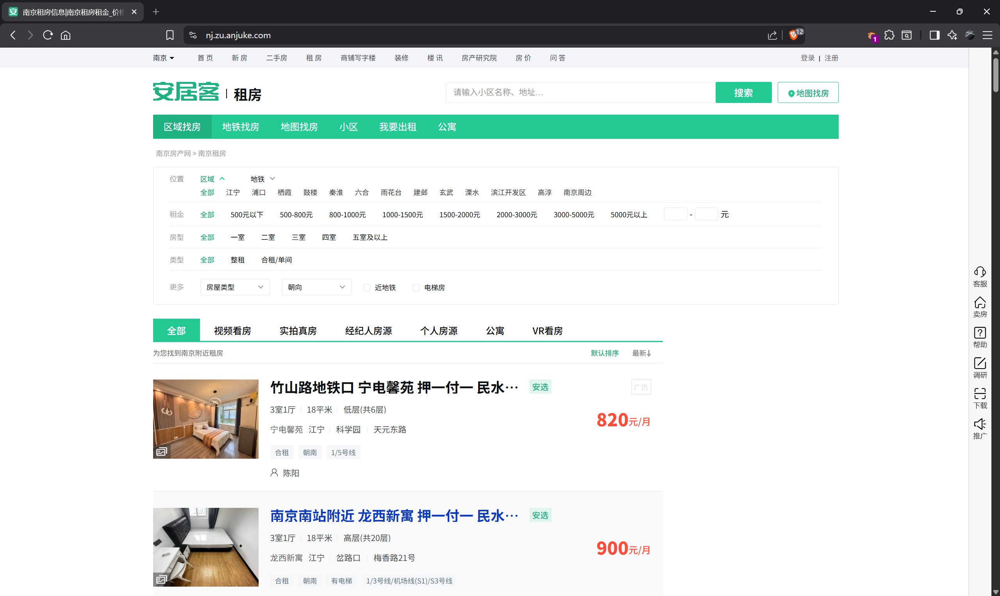 南京租房信息|南京租房租金_价格
nj.zu.anjuke.com
12
1
南京 首 页 新 房 二手房 租 房 商铺写字楼 装修 楼 讯 房产研究院 房 价 问 答 登录 | 注册
安居客 租房 请输入小区名称、地址... 搜索 地图找房
区域找房 地铁找房 地图找房 小区 我要出租 公寓
南京房产网 > 南京租房
位置 区域 地铁
全部 江宁 浦口 栖霞 鼓楼 秦淮 六合 雨花台 建邺 玄武 溧水 滨江开发区 高淳 南京周边
租金 全部 500元以下 500-800元 800-1000元 1000-1500元 1500-2000元 2000-3000元 3000-5000元 5000元以上 - 元
房型 全部 一室 二室 三室 四室 五室及以上
类型 全部 整租 合租/单间
更多 房屋类型 朝向 近地铁 电梯房
全部 视频看房 实拍真房 经纪人房源 个人房源 公寓 VR看房
为您找到南京附近租房 默认排序 最新
竹山路地铁口 宁电馨苑 押一付一 民水… 安选 广告
3室1厅 18平米 低层(共6层)
820元/月
宁电馨苑 江宁 科学园 天元东路
合租 朝南 1/5号线
陈阳
南京南站附近 龙西新寓 押一付一 民水… 安选
3室1厅 18平米 高层(共20层)
900元/月
龙西新寓 江宁 岔路口 梅香路21号
合租 朝南 有电梯 1/3号线/机场线(S1)/S3号线
客服
卖房
帮助
调研
下载
推广